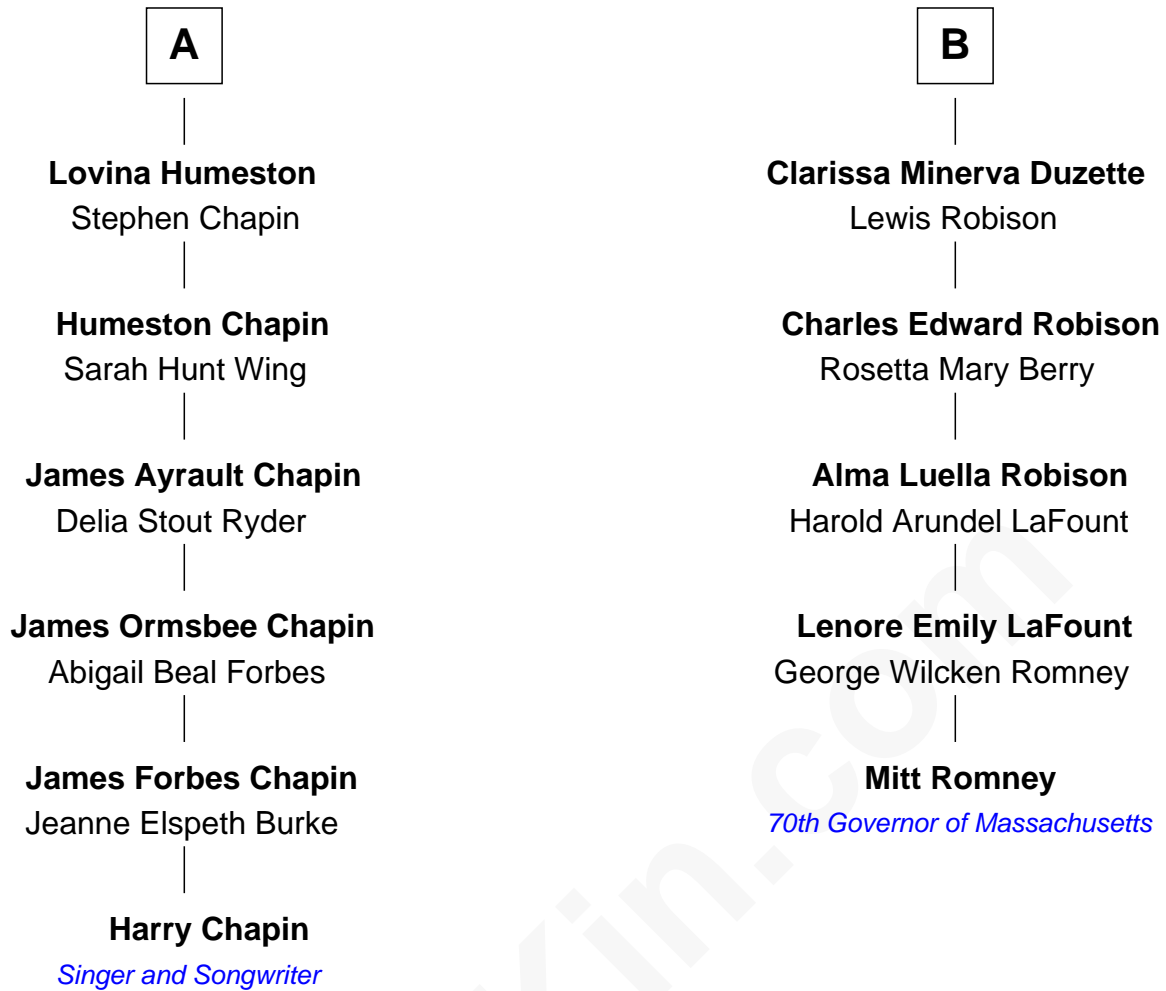 A
Lovina Humeston
Stephen Chapin
Humeston Chapin
Sarah Hunt Wing
James Ayrault Chapin
Delia Stout Ryder
James Ormsbee Chapin
Abigail Beal Forbes
James Forbes Chapin
Jeanne Elspeth Burke
Harry Chapin
Singer and Songwriter
B
Clarissa Minerva Duzette
Lewis Robison
Charles Edward Robison
Rosetta Mary Berry
Alma Luella Robison
Harold Arundel LaFount
Lenore Emily LaFount
George Wilcken Romney
Mitt Romney
70th Governor of Massachusetts